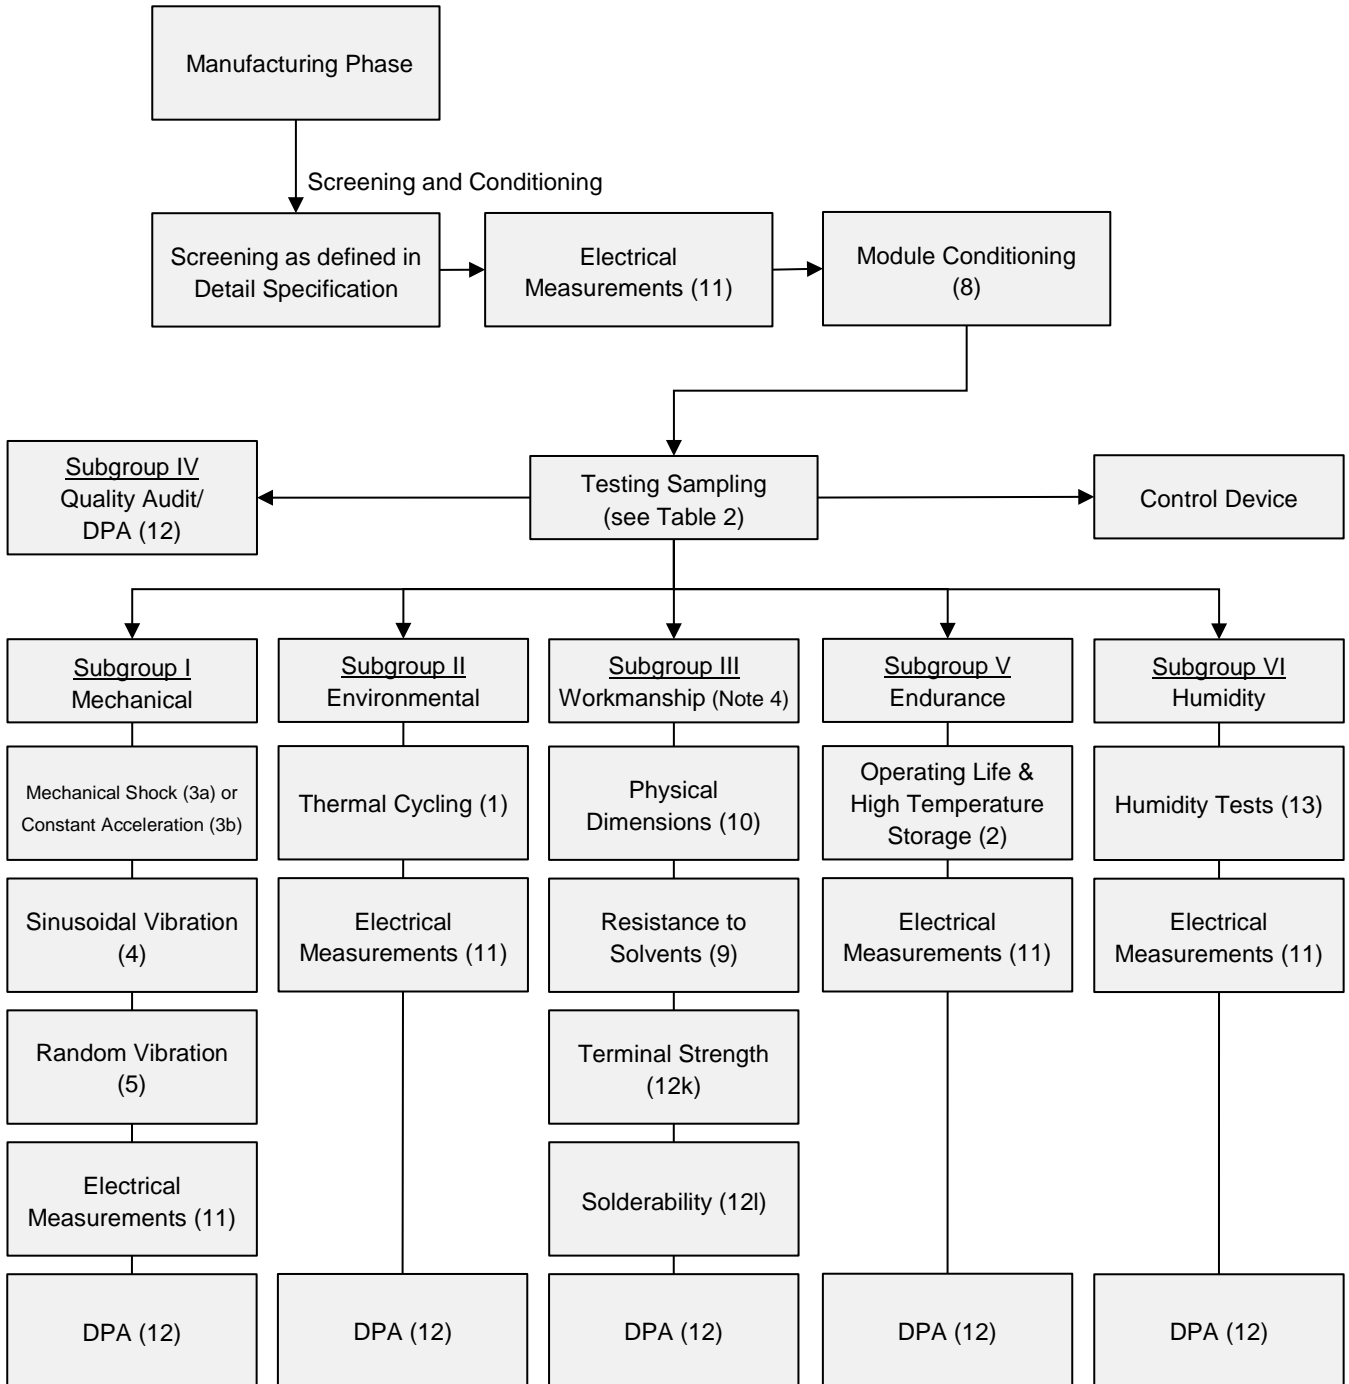 Manufacturing Phase
Screening and Conditioning
Screening as defined in
Detail Specification
Electrical
Measurements (11)
Module Conditioning
(8)
Subgroup IV
Quality Audit/
DPA (12)
Testing Sampling
(see Table 2)
Control Device
Subgroup I
Mechanical
Subgroup II
Environmental
Subgroup III
Workmanship (Note 4)
Subgroup V
Endurance
Subgroup VI
Humidity
Mechanical Shock (3a) or
Constant Acceleration (3b)
Thermal Cycling (1)
Physical
Dimensions (10)
Operating Life &
High Temperature
Storage (2)
Humidity Tests (13)
Sinusoidal Vibration
(4)
Electrical
Measurements (11)
Resistance to
Solvents (9)
Electrical
Measurements (11)
Electrical
Measurements (11)
Random Vibration
(5)
Terminal Strength
(12k)
Electrical
Measurements (11)
Solderability (12l)
DPA (12)
DPA (12)
DPA (12)
DPA (12)
DPA (12)